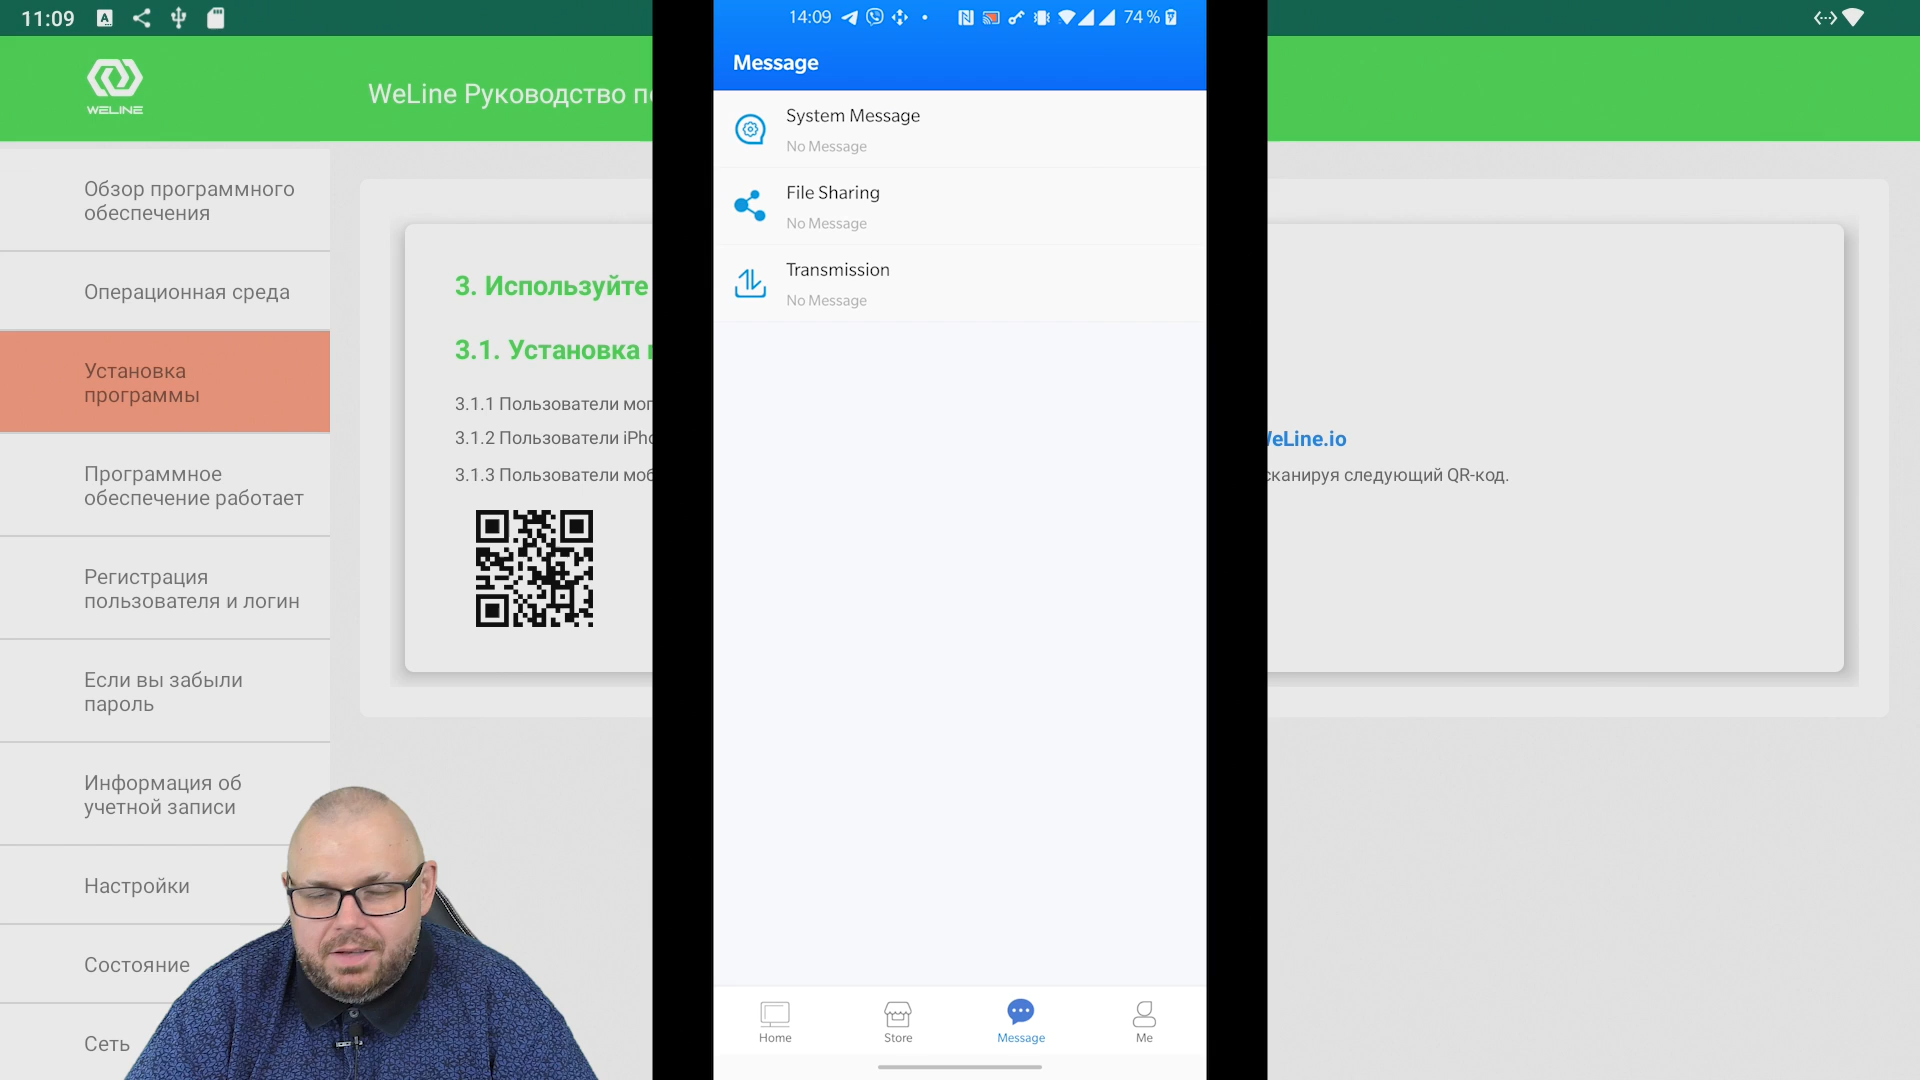 11:09
WELINE
WeLine Руководство п
Обзор программного
обеспечения
Операционная среда
Установка
программы
Программное
обеспечение работает
Регистрация
пользователя и логин
Если вы забыли
пароль
Информация об
учетной записи
Настройки
Состояние
Сеть
3. Используйте
3.1. Установка
3.1.1 Пользователи мог
3.1.2 Пользователи iPho
3.1.3 Пользователи моб
WeLine.io
сканируя следующий QR-код.
14:09
74 %
Message
System Message
No Message
File Sharing
No Message
Transmission
No Message
Home
Store
Message
Me